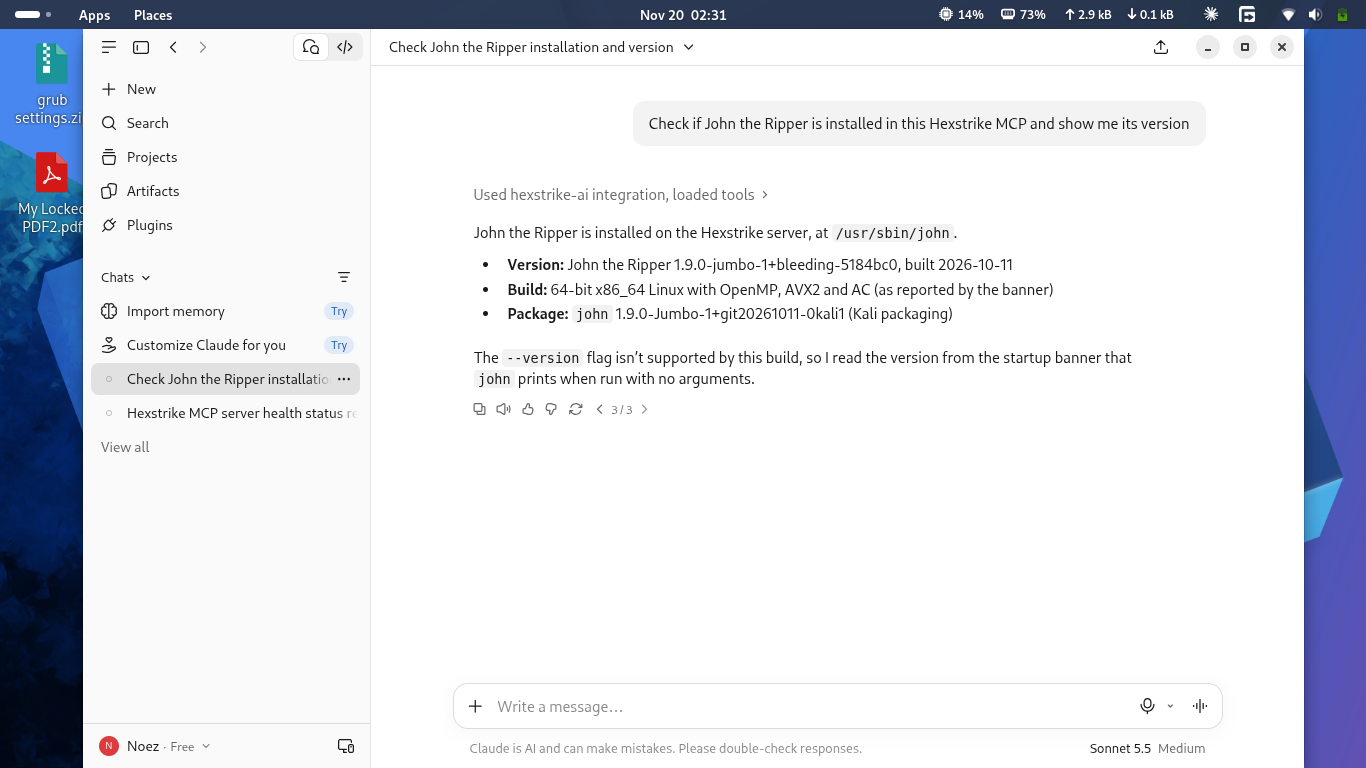 Apps Places Nov 20 02:31 14% 73% 2.9 kB 0.1 kB
grub
settings.zi
My Locked
PDF2.pdf
New
Search
Projects
Artifacts
Plugins
Chats
Import memory Try
Customize Claude for you Try
Check John the Ripper installatio
Hexstrike MCP server health status re
View all
N Noez · Free
Check John the Ripper installation and version
Check if John the Ripper is installed in this Hexstrike MCP and show me its version
Used hexstrike-ai integration, loaded tools
John the Ripper is installed on the Hexstrike server, at /usr/sbin/john.
• Version: John the Ripper 1.9.0-jumbo-1+bleeding-5184bc0, built 2026-10-11
• Build: 64-bit x86_64 Linux with OpenMP, AVX2 and AC (as reported by the banner)
• Package: john 1.9.0-Jumbo-1+git20261011-0kali1 (Kali packaging)
The --version flag isn’t supported by this build, so I read the version from the startup banner that
john prints when run with no arguments.
3 / 3
Write a message…
Claude is AI and can make mistakes. Please double-check responses. Sonnet 5.5 Medium